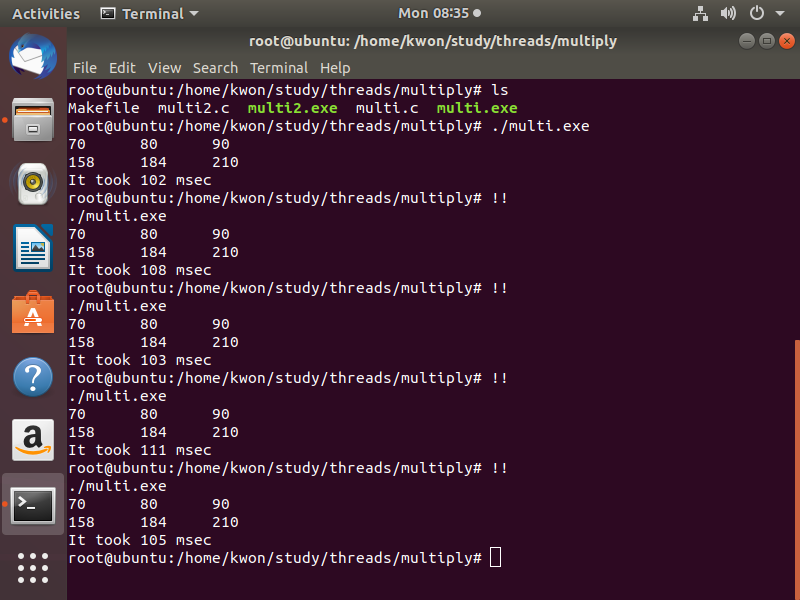 Activities Terminal Mon 08:35
root@ubuntu: /home/kwon/study/threads/multiply
File Edit View Search Terminal Help
root@ubuntu:/home/kwon/study/threads/multiply# ls
Makefile multi2.c multi2.exe multi.c multi.exe
root@ubuntu:/home/kwon/study/threads/multiply# ./multi.exe
70 80 90
158 184 210
It took 102 msec
root@ubuntu:/home/kwon/study/threads/multiply# !!
./multi.exe
70 80 90
158 184 210
It took 108 msec
root@ubuntu:/home/kwon/study/threads/multiply# !!
./multi.exe
70 80 90
158 184 210
It took 103 msec
root@ubuntu:/home/kwon/study/threads/multiply# !!
./multi.exe
70 80 90
158 184 210
It took 111 msec
root@ubuntu:/home/kwon/study/threads/multiply# !!
./multi.exe
70 80 90
158 184 210
It took 105 msec
root@ubuntu:/home/kwon/study/threads/multiply#